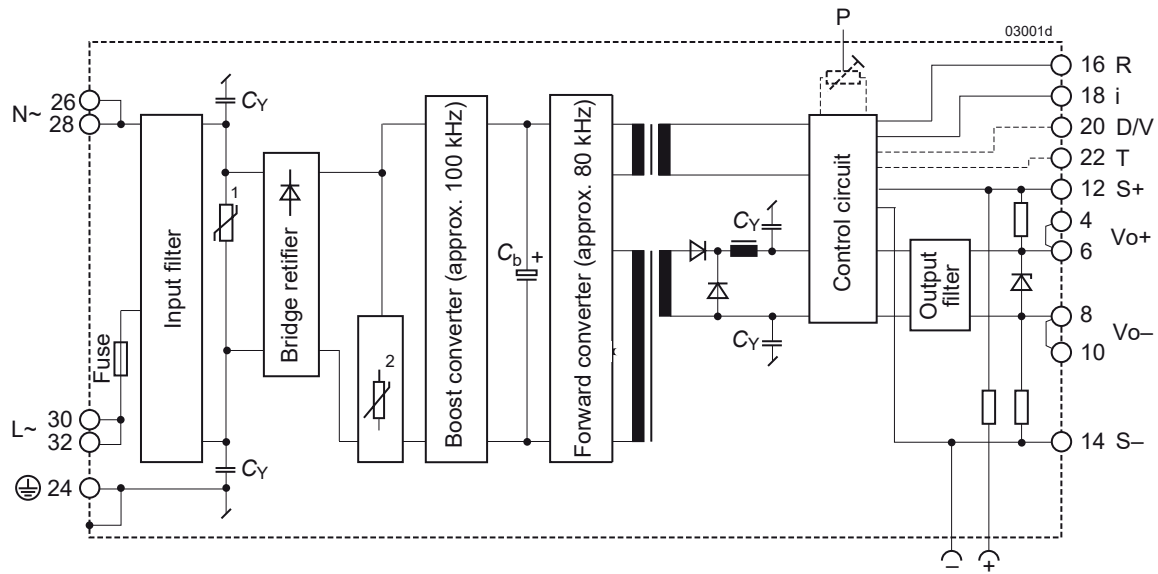 P
03001d
16 R
18 i
20 D/V
22 T
12 S+
4
Vo+
6
8
Vo–
10
14 S–
N~
26
28
Fuse
L~
30
32
24
Input filter
CY
1
CY
Bridge retifier
2
Boost converter (approx. 100 kHz)
Cb +
Forward converter (approx. 80 kHz)
CY
CY
Control circuit
Output
filter
–
+